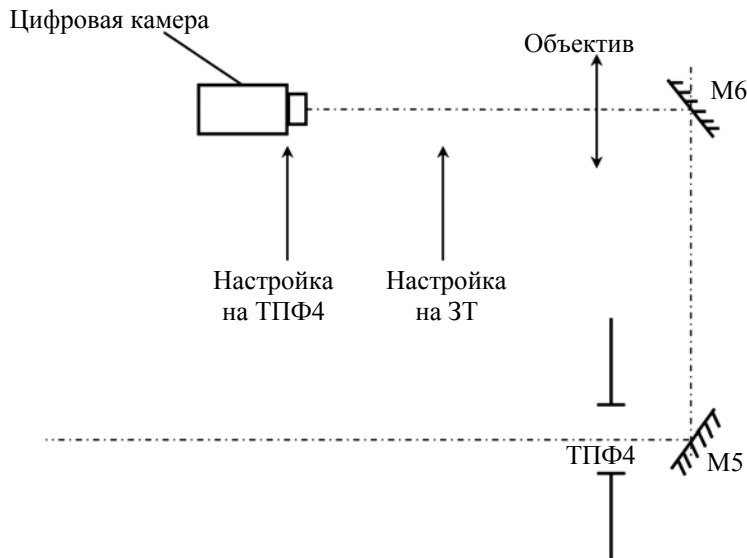 Цифровая камера
Объектив
М6
Настройка
на ТПФ4
Настройка
на ЗТ
ТПФ4
М5